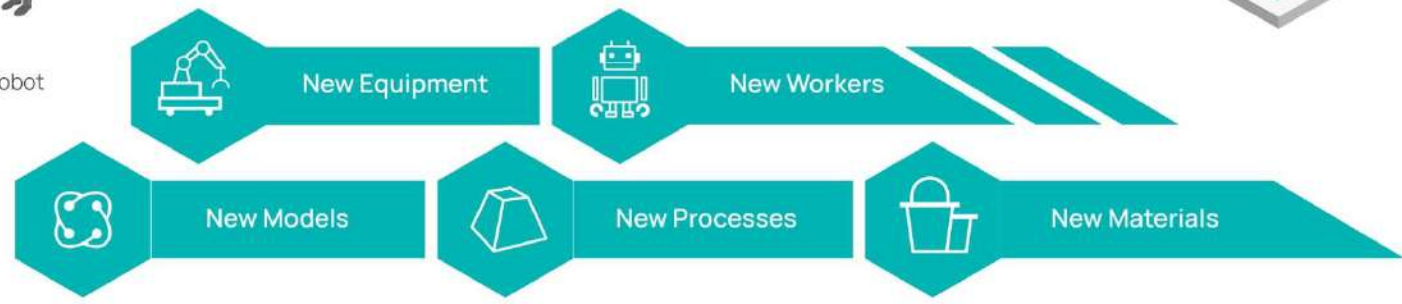 obot
New Equipment
New Workers
New Models
New Processes
New Materials